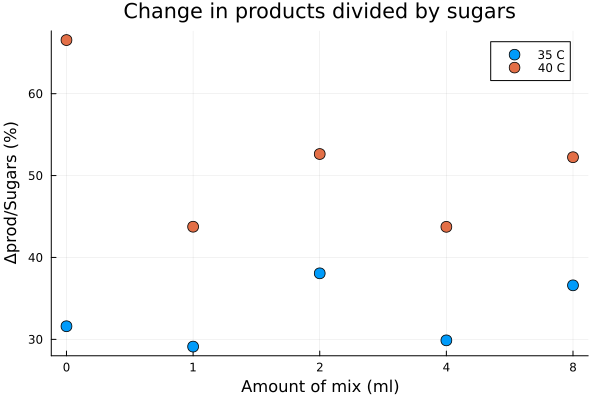 Change in products divided by sugars
35 C
40 C
60
50
40
30
Δprod/Sugars (%)
0 1 2 4 8
Amount of mix (ml)